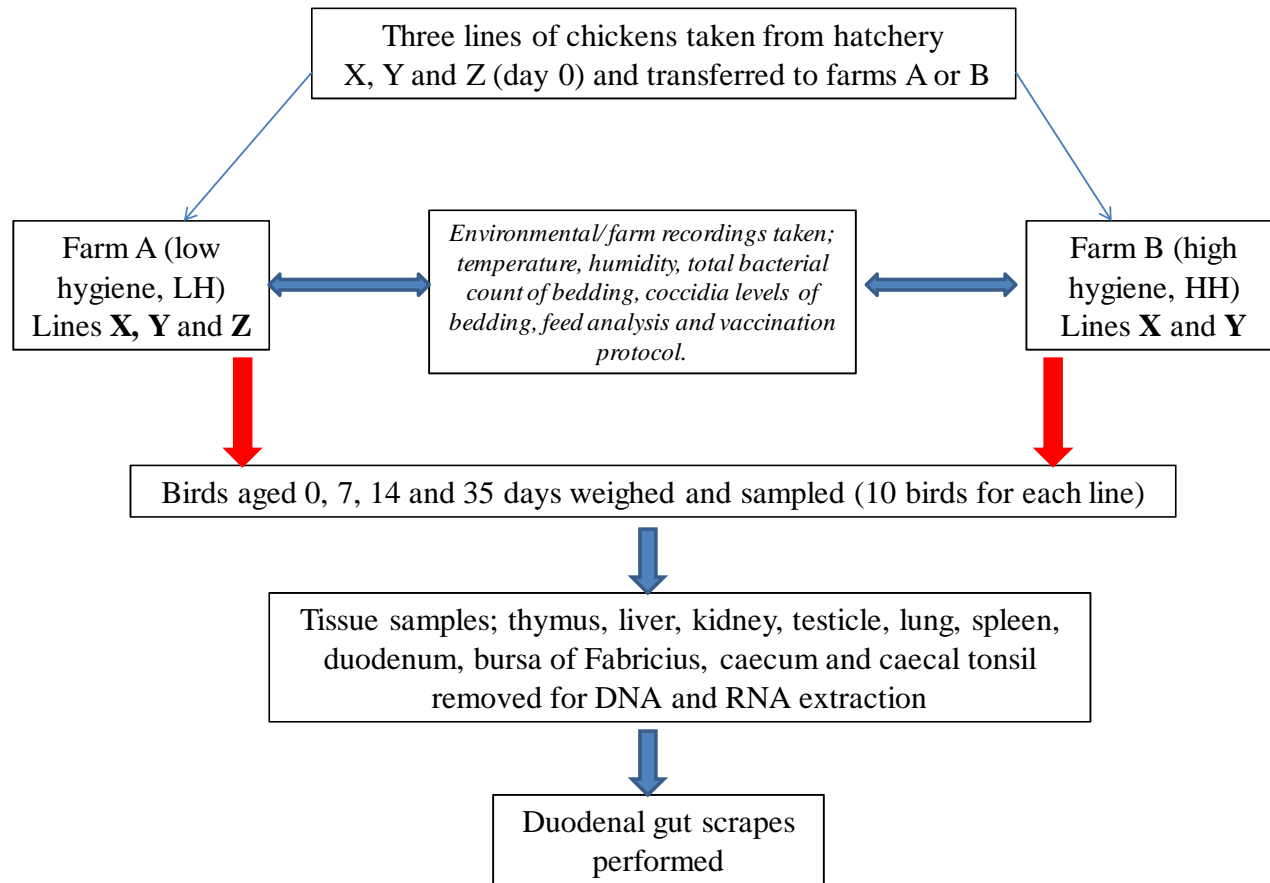 Three lines of chickens taken from hatchery
X, Y and Z (day 0) and transferred to farms A or B
Farm A (low
hygiene, LH)
Lines X, Y and Z
Environmental/farm recordings taken;
temperature, humidity, total bacterial
count of bedding, coccidia levels of
bedding, feed analysis and vaccination
protocol.
Farm B (high
hygiene, HH)
Lines X and Y
Birds aged 0, 7, 14 and 35 days weighed and sampled (10 birds for each line)
Tissue samples; thymus, liver, kidney, testicle, lung, spleen,
duodenum, bursa of Fabricius, caecum and caecal tonsil
removed for DNA and RNA extraction
Duodenal gut scrapes
performed